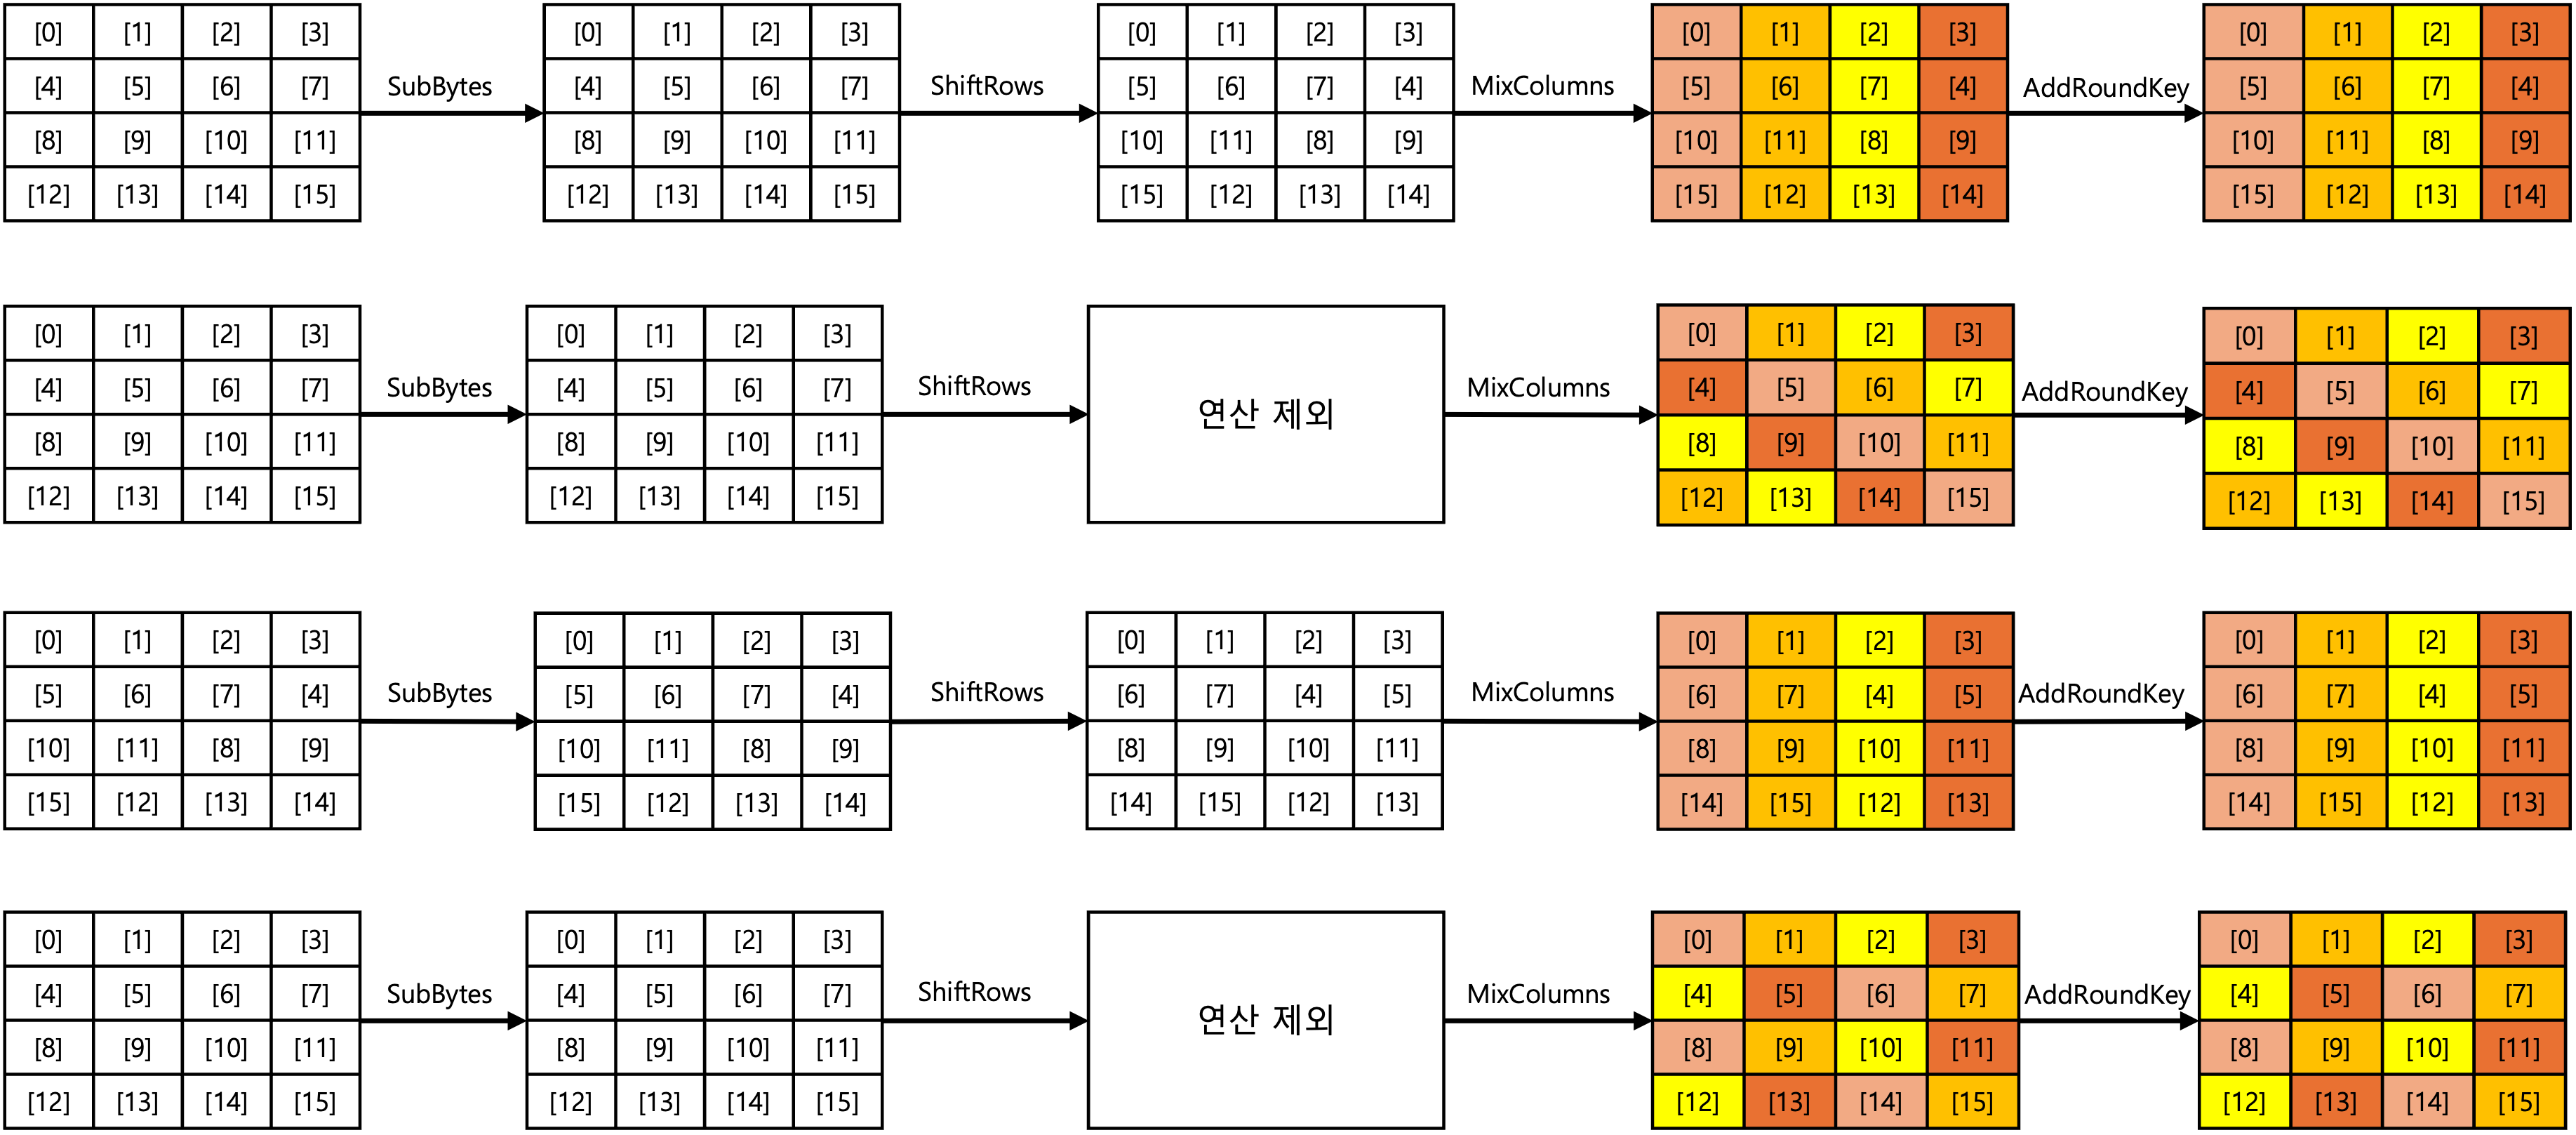 [0] [1] [2] [3] [0] [1] [2] [3] [0] [1] [2] [3] [0] [1] [2] [3] [0] [1] [2] [3]
[4] [5] [6] [7] SubBytes [4] [5] [6] [7] ShiftRows [5] [6] [7] [4] MixColumns [5] [6] [7] [4] AddRoundKey [5] [6] [7] [4]
[8] [9] [10] [11] [8] [9] [10] [11] [10] [11] [8] [9] [10] [11] [8] [9] [10] [11] [8] [9]
[12] [13] [14] [15] [12] [13] [14] [15] [15] [12] [13] [14] [15] [12] [13] [14] [15] [12] [13] [14]
[0] [1] [2] [3] [0] [1] [2] [3] [0] [1] [2] [3] [0] [1] [2] [3]
[4] [5] [6] [7] SubBytes [4] [5] [6] [7] ShiftRows 연산 제외 MixColumns [4] [5] [6] [7] AddRoundKey [4] [5] [6] [7]
[8] [9] [10] [11] [8] [9] [10] [11] [8] [9] [10] [11] [8] [9] [10] [11]
[12] [13] [14] [15] [12] [13] [14] [15] [12] [13] [14] [15] [12] [13] [14] [15]
[0] [1] [2] [3] [0] [1] [2] [3] [0] [1] [2] [3] [0] [1] [2] [3] [0] [1] [2] [3]
[5] [6] [7] [4] SubBytes [5] [6] [7] [4] ShiftRows [6] [7] [4] [5] MixColumns [6] [7] [4] [5] AddRoundKey [6] [7] [4] [5]
[10] [11] [8] [9] [10] [11] [8] [9] [8] [9] [10] [11] [8] [9] [10] [11] [8] [9] [10] [11]
[15] [12] [13] [14] [15] [12] [13] [14] [14] [15] [12] [13] [14] [15] [12] [13] [14] [15] [12] [13]
[0] [1] [2] [3] [0] [1] [2] [3] [0] [1] [2] [3] [0] [1] [2] [3]
[4] [5] [6] [7] SubBytes [4] [5] [6] [7] ShiftRows 연산 제외 MixColumns [4] [5] [6] [7] AddRoundKey [4] [5] [6] [7]
[8] [9] [10] [11] [8] [9] [10] [11] [8] [9] [10] [11] [8] [9] [10] [11]
[12] [13] [14] [15] [12] [13] [14] [15] [12] [13] [14] [15] [12] [13] [14] [15]